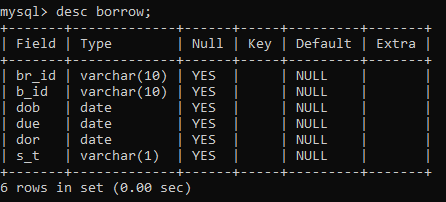 mysql> desc borrow;
+-------+-------------+------+-----+---------+-------+
| Field | Type        | Null | Key | Default | Extra |
+-------+-------------+------+-----+---------+-------+
| br_id | varchar(10) | YES  |     | NULL    |       |
| b_id  | varchar(10) | YES  |     | NULL    |       |
| dob   | date        | YES  |     | NULL    |       |
| due   | date        | YES  |     | NULL    |       |
| dor   | date        | YES  |     | NULL    |       |
| s_t   | varchar(1)  | YES  |     | NULL    |       |
+-------+-------------+------+-----+---------+-------+
6 rows in set (0.00 sec)